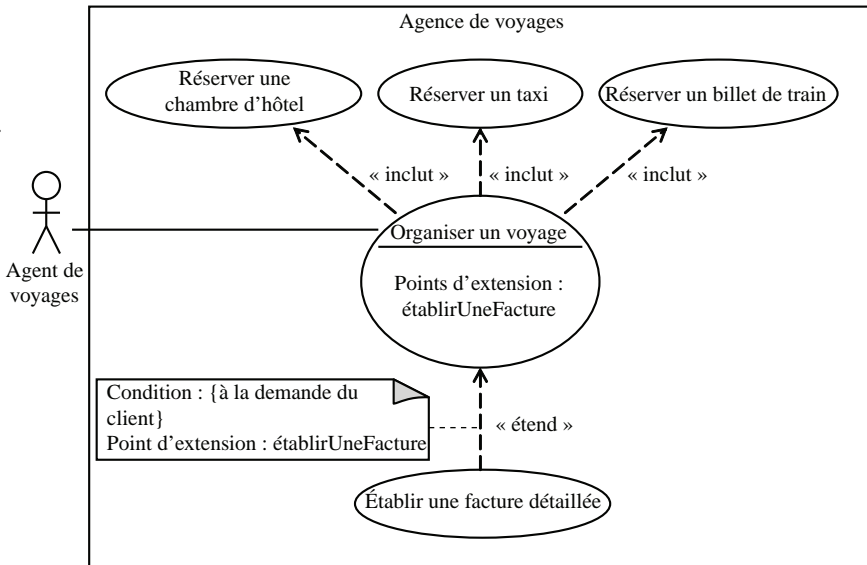 Agence de voyages
Réserver une
chambre d’hôtel
Réserver un taxi
Réserver un billet de train
« inclut »
« inclut »
« inclut »
Agent de
voyages
Organiser un voyage
Points d’extension :
établirUneFacture
Condition : {à la demande du
client}
Point d’extension : établirUneFacture
« étend »
Établir une facture détaillée